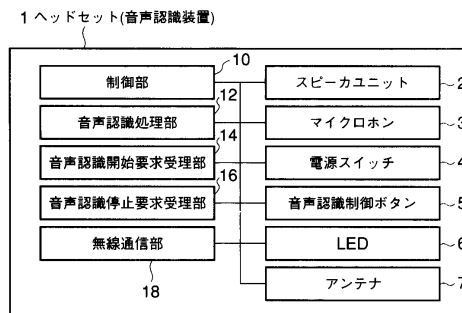 1 ヘッドセット(音声認識装置)
10
制御部
スピーカユニット
2
12
音声認識処理部
マイクロホン
3
14
音声認識開始要求受理部
電源スイッチ
4
16
音声認識停止要求受理部
音声認識制御ボタン
5
無線通信部
LED
6
18
アンテナ
7